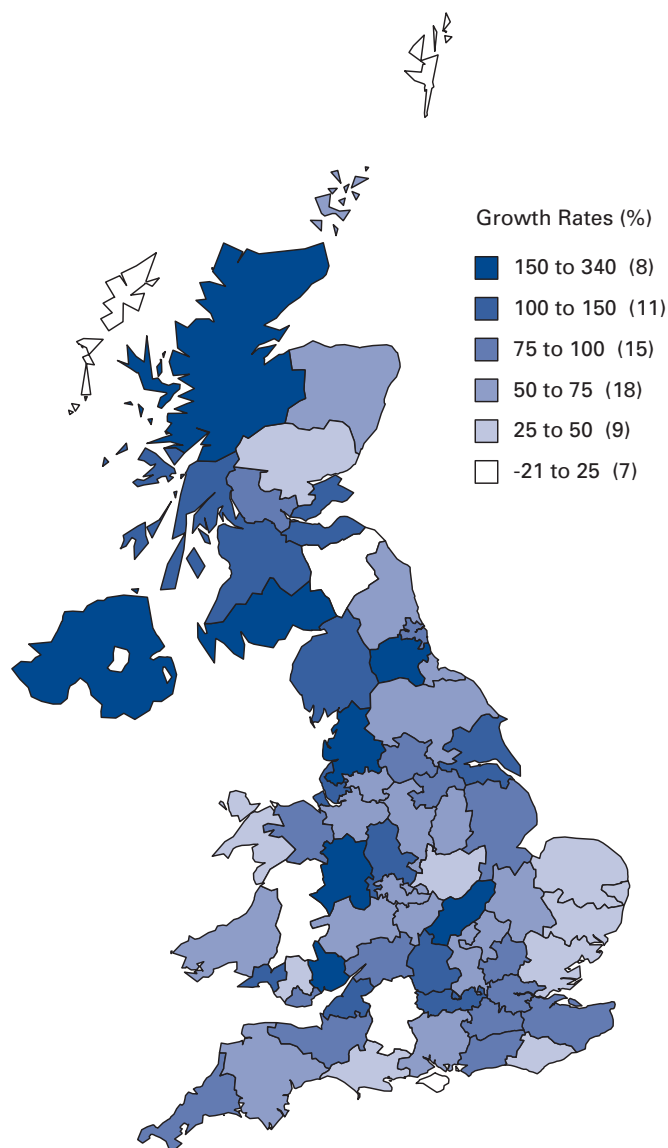 Growth Rates (%)
150 to 340 (8)
100 to 150 (11)
75 to 100 (15)
50 to 75 (18)
25 to 50 (9)
-21 to 25 (7)